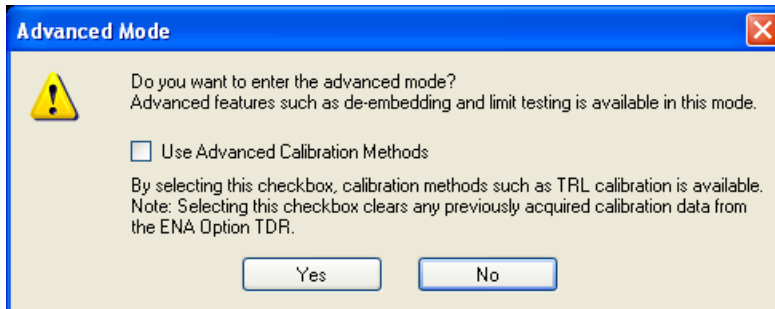 Advanced Mode
Do you want to enter the advanced mode?
Advanced features such as de-embedding and limit testing is available in this mode.
Use Advanced Calibration Methods
By selecting this checkbox, calibration methods such as TRL calibration is available.
Note: Selecting this checkbox clears any previously acquired calibration data from
the ENA Option TDR.
Yes
No